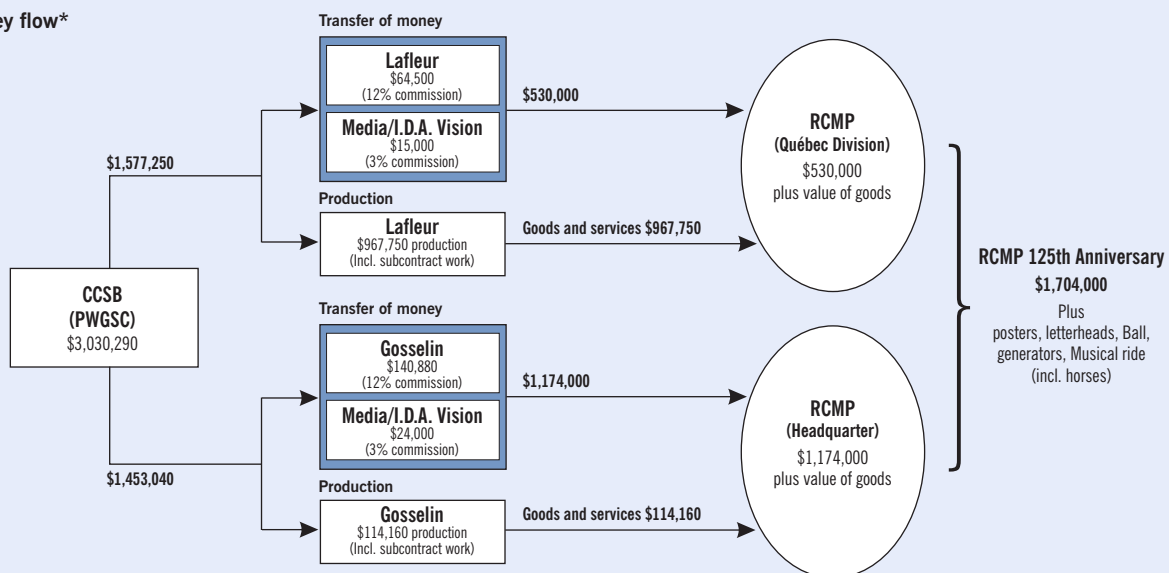 ey flow*
Transfer of money
Lafleur
$64,500
(12% commission)
Media/I.D.A. Vision
$15,000
(3% commission)
$530,000
$1,577,250
Production
Lafleur
$967,750 production
(Incl. subcontract work)
Goods and services $967,750
RCMP
(Québec Division)
$530,000
plus value of goods
CCSB
(PWGSC)
$3,030,290
Transfer of money
Gosselin
$140,880
(12% commission)
Media/I.D.A. Vision
$24,000
(3% commission)
$1,174,000
$1,453,040
Production
Gosselin
$114,160 production
(Incl. subcontract work)
Goods and services $114,160
RCMP
(Headquarter)
$1,174,000
plus value of goods
RCMP 125th Anniversary
$1,704,000
Plus
posters, letterheads, Ball,
generators, Musical ride
(incl. horses)